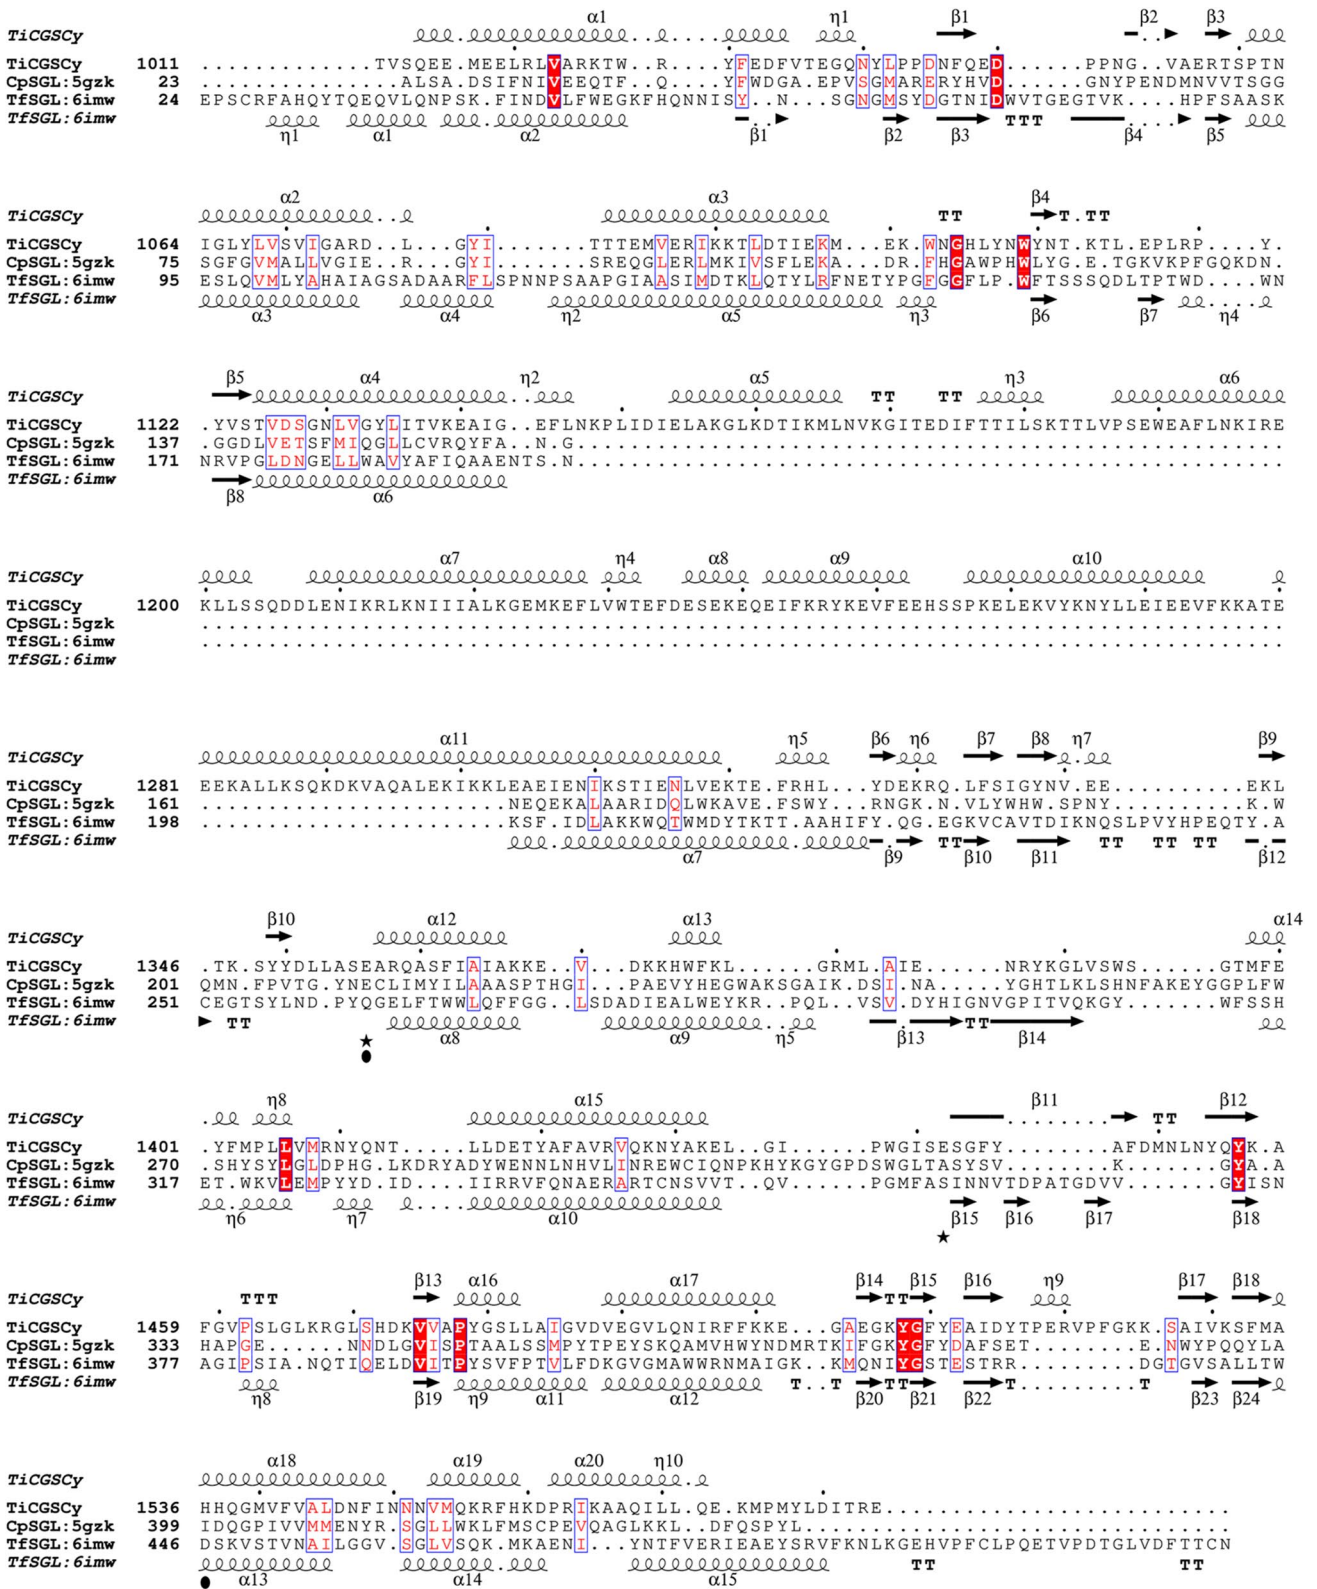 α1 η1 β1 β2 β3
TiCGSCy
TiCGSCy 1011 .............TVSQEE.MEELRLVARKTW..R....YFEDFVTEGQNYLPPDNFQED......PPNG..VAERTSPTN
CpSGL:5gzk 23 ...............ALSA.DSIFNIVEEQTF..Q....YFWDGA.EPVSGMARERYHVD......GNYPENDMNVVTSGG
TfSGL:6imw 24 EPSCRFAHQYTQEQVLQNPSK.FINDVLFWEGKFHQNNISY..N...SGNGMSYDGTNIDWVTGEGTVK....HPFSAASK
TfSGL:6imw TTT
η1 α1 α2 β1 β2 β3 β4 β5
α2 α3 β4
TiCGSCy TT T.TT
TiCGSCy 1064 IGLYLVSVIGARD..L...GYI.......TTTEMVERIKKTLDTIEKM...EK.WNGHLYNWYNT.KTL.EPLRP....Y.
CpSGL:5gzk 75 SGFGVMALLVGIE..R...GYI.......SREQGLERLMKIVSFLEKA...DR.FHGAWPHWLYG.E.TGKVKPFGQKDN.
TfSGL:6imw 95 ESLQVMLYAHAIAGSADAARFLSPNNPSAAPGIAASIMDTKLQTYLRFNETYPGFGGFLP.WFTSSSQDLTPTWD....WN
TfSGL:6imw
α3 α4 η2 α5 η3 β6 β7 η4
β5 α4 η2 α5 η3 α6
TiCGSCy TT TT
TiCGSCy 1122 .YVSTVDSGNLVGYLITVKEAIG..EFLNKPLIDIELAKGLKDTIKMLNVKGITEDIFTTILSKTTLVPSEWEAFLNKIRE
CpSGL:5gzk 137 .GGDLVETSFMIQGLLCVRQYFA..N.G.....................................................
TfSGL:6imw 171 NRVPGLDNGELLWAVYAFIQAAENTS.N.....................................................
TfSGL:6imw
β8 α6
α7 η4 α8 α9 α10
TiCGSCy
TiCGSCy 1200 KLLSSQDDLENIKRLKNIIIALKGEMKEFLVWTEFDESEKEQEIFKRYKEVFEEHSSPKELEKVYKNYLLEIEEVFKKATE
CpSGL:5gzk .................................................................................
TfSGL:6imw .................................................................................
TfSGL:6imw
α11 η5 β6 η6 β7 β8 η7 β9
TiCGSCy
TiCGSCy 1281 EEKALLKSQKDKVAQALEKIKKLEAEIENIKSTIENLVEKTE.FRHL...YDEKRQ.LFSIGYNV.EE..........EKL
CpSGL:5gzk 161 .......................NEQEKALAARIDQLWKAVE.FSWY...RNGK.N.VLYWHW.SPNY..........K.W
TfSGL:6imw 198 .......................KSF.IDLAKKWQTWMDYTKTT.AAHIFY.QG.EGKVCAVTDIKNQSLPVYHPEQTY.A
TfSGL:6imw TT TT TT TT
α7 β9 β10 β11 β12
β10 α12 α13 α14
TiCGSCy
TiCGSCy 1346 .TK.SYYDLLASEARQASFIAIAKKE..V...DKKHWFKL......GRML.AIE......NRYKGLVSWS......GTMFE
CpSGL:5gzk 201 QMN.FPVTG.YNECLIMYILAAASPTHGI...PAEVYHEGWAKSGAIK.DSIN.......YGHTLKLSHNFAKEYGGPLFW
TfSGL:6imw 251 CEGTSYLND.PYQGELFTWWLQFFGG..LSDADIEALWEYKR..PQL..VSV.DYHIGNVGPITVQKGY......WFSSH
TfSGL:6imw TT TT
★ α8 α9 η5 β13 β14
●
η8 α15 β11 β12
TiCGSCy TT
TiCGSCy 1401 .YFMPLLVMRNYQNT.....LLDETYAFAVRVQKNYAKEL..GI......PWGISESGFY........AFDMNLNYQYK.A
CpSGL:5gzk 270 .SHYSYLGLDPHG.LKDRYADYWENNLNHVLINREWCIQNPKHYKGYGPDSWGLTASYSV........K.......GYA.A
TfSGL:6imw 317 ET.WKVLEMPYYD.ID....IIRRVFQNAERARTCNSVVT..QV......PGMFASINNVTDPATGDVV.......GYISN
TfSGL:6imw
η6 η7 α10 β15 β16 β17 β18
★
β13 α16 α17 β14 β15 β16 η9 β17 β18
TiCGSCy TTT TT
TiCGSCy 1459 FGVPSLGLKRGLSHDKVVAPYGSLLAIGVDVEGVLQNIRFFKKE...GAEGKYGFYEAIDYTPERVPFGKK.SAIVKSFMA
CpSGL:5gzk 333 HAPGE......NNDLGVISPTAALSSMPYTPEYSKQAMVHWYNDMRTKIFGKYGFYDAFSET........E.NWYPQQYLA
TfSGL:6imw 377 AGIPSIA.NQTIQELDVITPYSVFPTVLFDKGVGMAWWRNMAIGK..KMQNIYGSTESTRR.........DGTGVSALLTW
TfSGL:6imw T..T TT T.........T
η8 β19 η9 α11 α12 β20 β21 β22 β23 β24
α18 α19 α20 η10
TiCGSCy
TiCGSCy 1536 HHQGMVFVALDNFINNNVMQKRFHKDPRIKAAQILL.QE.KMPMYLDITRE..........................
CpSGL:5gzk 399 IDQGPIVVMMENYR.SGLLWKLFMSCPEVQAGLKKL..DFQSPYL................................
TfSGL:6imw 446 DSKVSTVNAILGGV.SGLVSQK.MKAENI...YNTFVERIEAEYSRVFKNLKGEHVPFCLPQETVPDTGLVDFTTCN
TfSGL:6imw TT TT
● α13 α14 α15